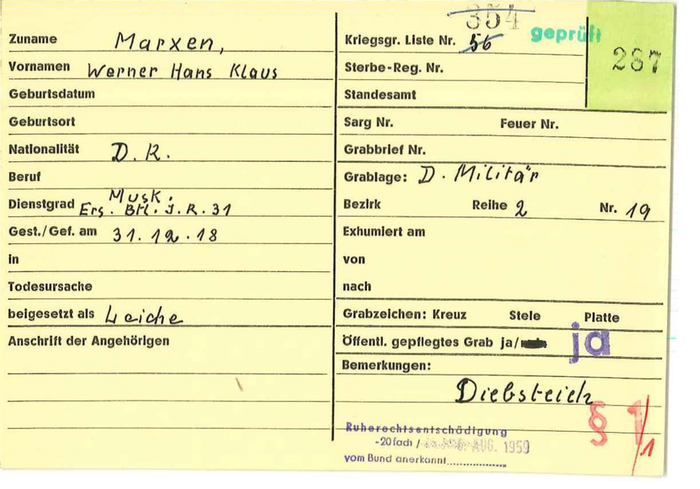 Zuname Marxen,
Vornamen Werner Hans Klaus
Geburtsdatum
Geburtsort
Nationalität D.R.
Beruf
Dienstgrad Musk.
Ers. Btl. J.R. 31
Gest./Gef. am 31.12.18
in
Todesursache
beigesetzt als Leiche
Anschrift der Angehörigen
354
Kriegsgr. Liste Nr. 56
geprüft
287
Sterbe-Reg. Nr.
Standesamt
Sarg Nr. Feuer Nr.
Grabbrief Nr.
Grablage: D. Militär
Bezirk Reihe 2 Nr. 19
Exhumiert am
von
nach
Grabzeichen: Kreuz Stele Platte
Öffentl. gepflegtes Grab ja/ ja
Bemerkungen:
Diebsteich
§ 1/1
Ruherechtsentschädigung
-20fach / AUG. 1959
vom Bund anerkannt